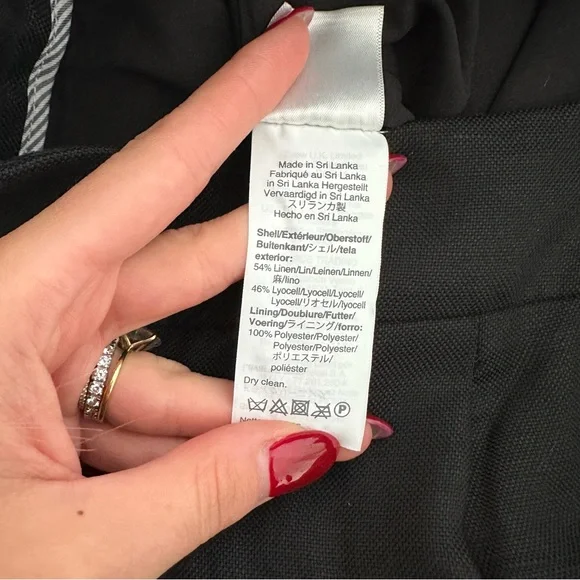 Made in Sri Lanka
Fabriqué au Sri Lanka
in Sri Lanka Hergestellt
Vervaardigd in Sri Lanka
スリランカ製
Hecho en Sri Lanka
Shell/Extérieur/Oberstoff/
Buitenkant/シェル/tela
exterior:
54% Linen/Lin/Leinen/Linnen/
麻/lino
46% Lyocell/Lyocell/Lyocell/
Lyocell/リオセル/lyocell
Lining/Doublure/Futter/
Voering/ライニング/forro:
100% Polyester/Polyester/
Polyester/Polyester/
ポリエステル/
poliéster
Dry clean.
P